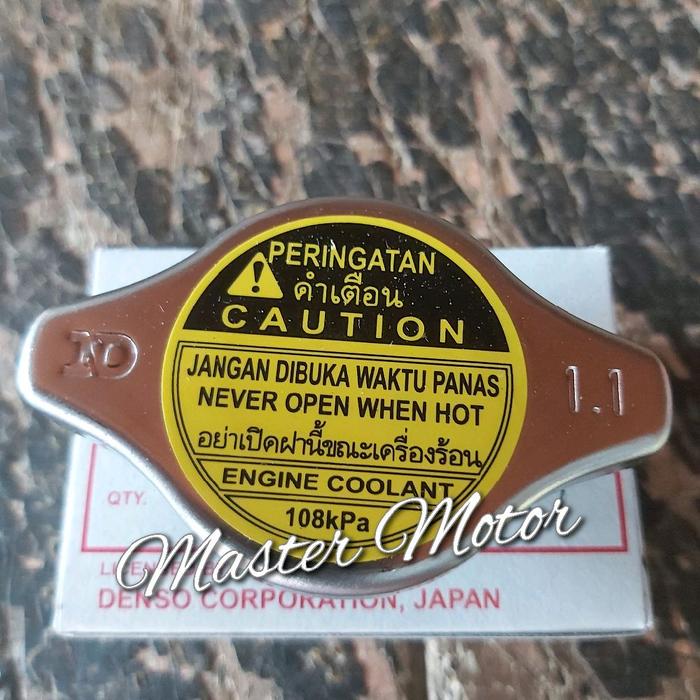 PERINGATAN
คำเตือน
CAUTION
ND
1.1
JANGAN DIBUKA WAKTU PANAS
NEVER OPEN WHEN HOT
อย่าเปิดฝานี้ขณะเครื่องร้อน
ENGINE COOLANT
108kPa
Master Motor
QTY.
DENSO CORPORATION, JAPAN